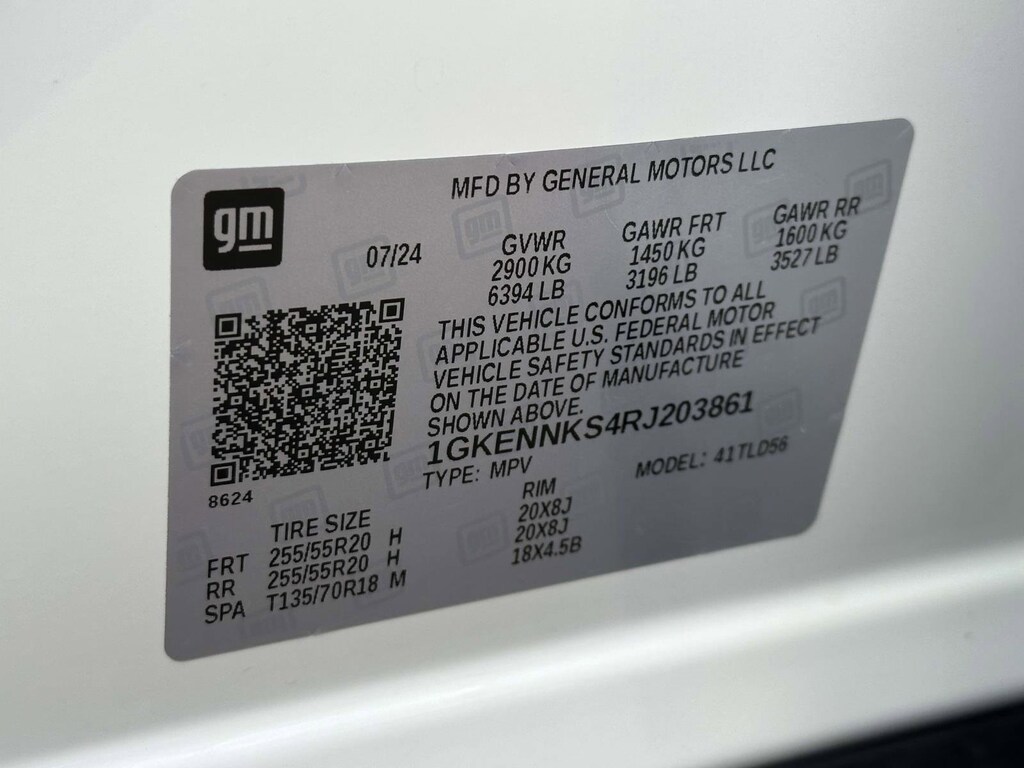 gm
MFD BY GENERAL MOTORS LLC
07/24
GVWR
2900 KG
6394 LB
GAWR FRT
1450 KG
3196 LB
GAWR RR
1600 KG
3527 LB
THIS VEHICLE CONFORMS TO ALL
APPLICABLE U.S. FEDERAL MOTOR
VEHICLE SAFETY STANDARDS IN EFFECT
ON THE DATE OF MANUFACTURE
SHOWN ABOVE.
1GKENNKS4RJ203861
TYPE: MPV
MODEL: 41TLD56
8624
TIRE SIZE RIM
FRT 255/55R20 H 20X8J
RR 255/55R20 H 20X8J
SPA T135/70R18 M 18X4.5B